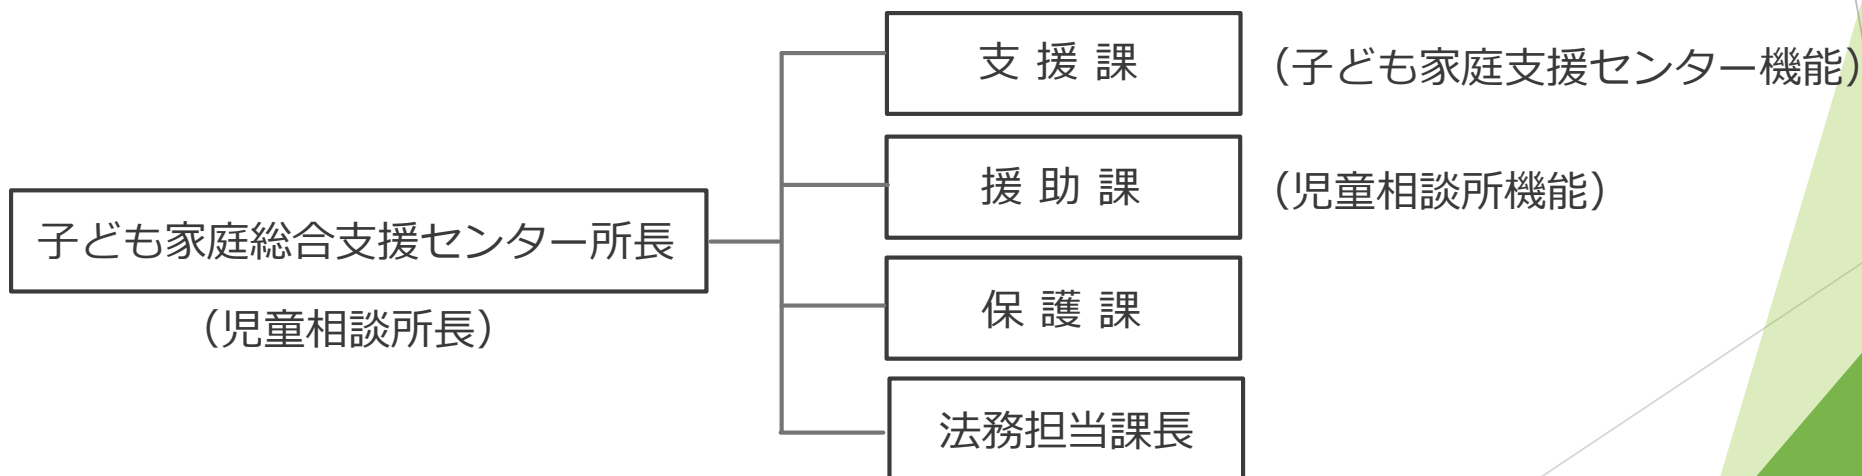 支援課
（子ども家庭支援センター機能）
援助課
（児童相談所機能）
子ども家庭総合支援センター所長
（児童相談所長）
保護課
法務担当課長